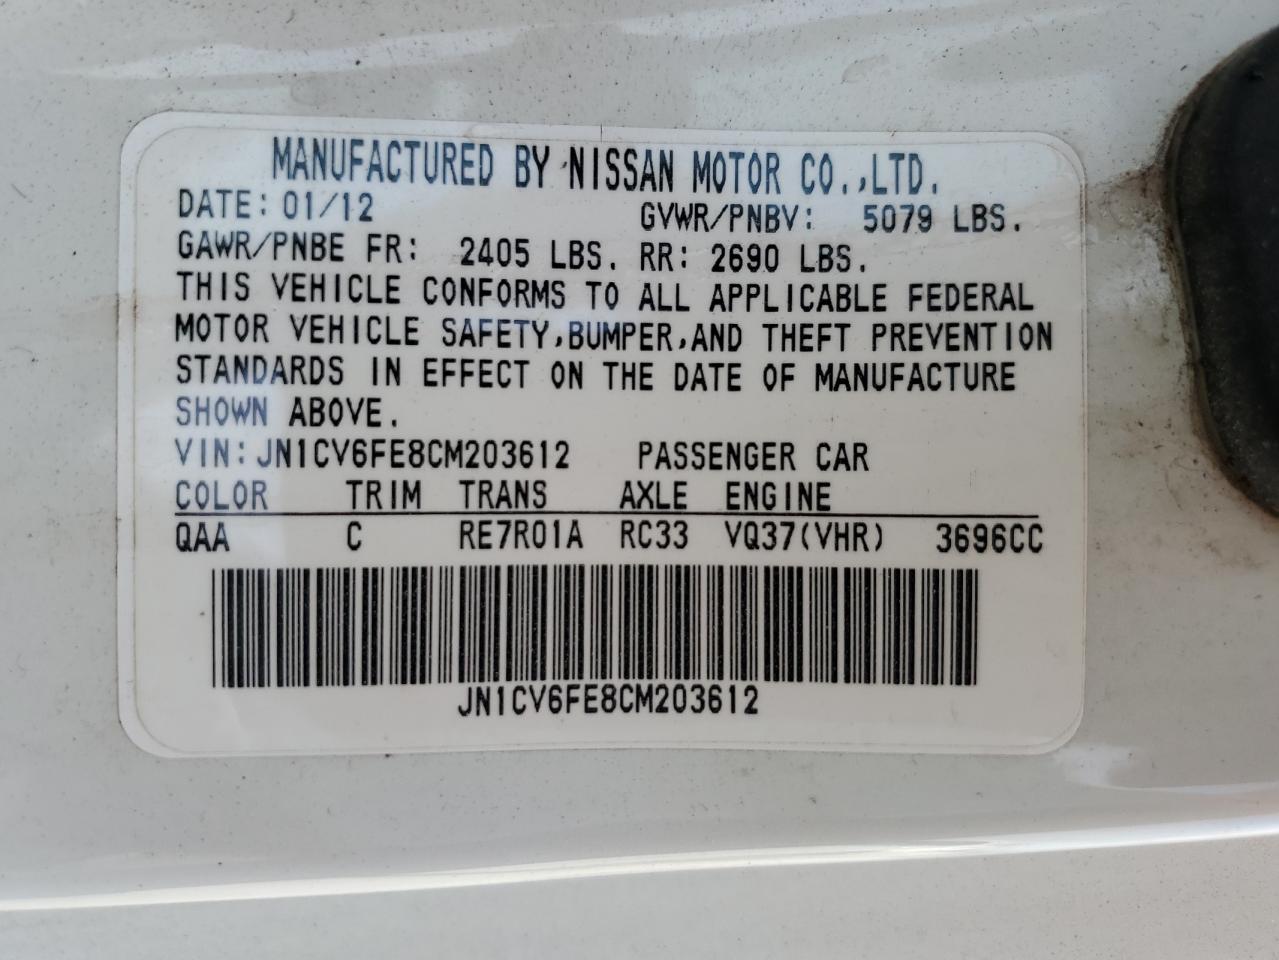 MANUFACTURED BY NISSAN MOTOR CO.,LTD.
DATE: 01/12 GVWR/PNBV: 5079 LBS.
GAWR/PNBE FR: 2405 LBS. RR: 2690 LBS.
THIS VEHICLE CONFORMS TO ALL APPLICABLE FEDERAL
MOTOR VEHICLE SAFETY,BUMPER,AND THEFT PREVENTION
STANDARDS IN EFFECT ON THE DATE OF MANUFACTURE
SHOWN ABOVE.
VIN: JN1CV6FE8CM203612 PASSENGER CAR
COLOR TRIM TRANS AXLE ENGINE
QAA C RE7R01A RC33 VQ37(VHR) 3696CC
JN1CV6FE8CM203612